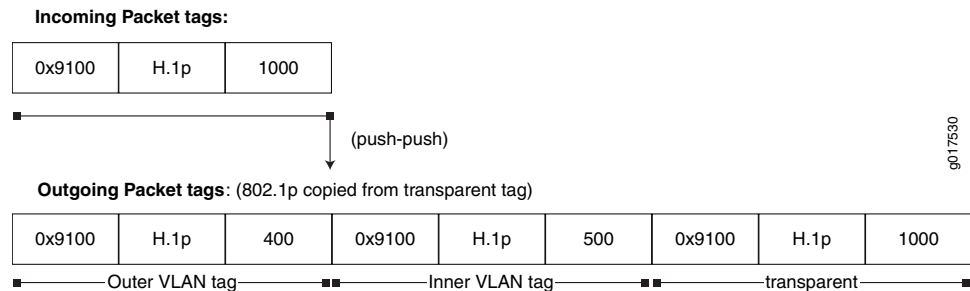 Incoming Packet tags:
0x9100 H.1p 1000
(push-push)
g017530
Outgoing Packet tags: (802.1p copied from transparent tag)
0x9100 H.1p 400 0x9100 H.1p 500 0x9100 H.1p 1000
Outer VLAN tag Inner VLAN tag transparent